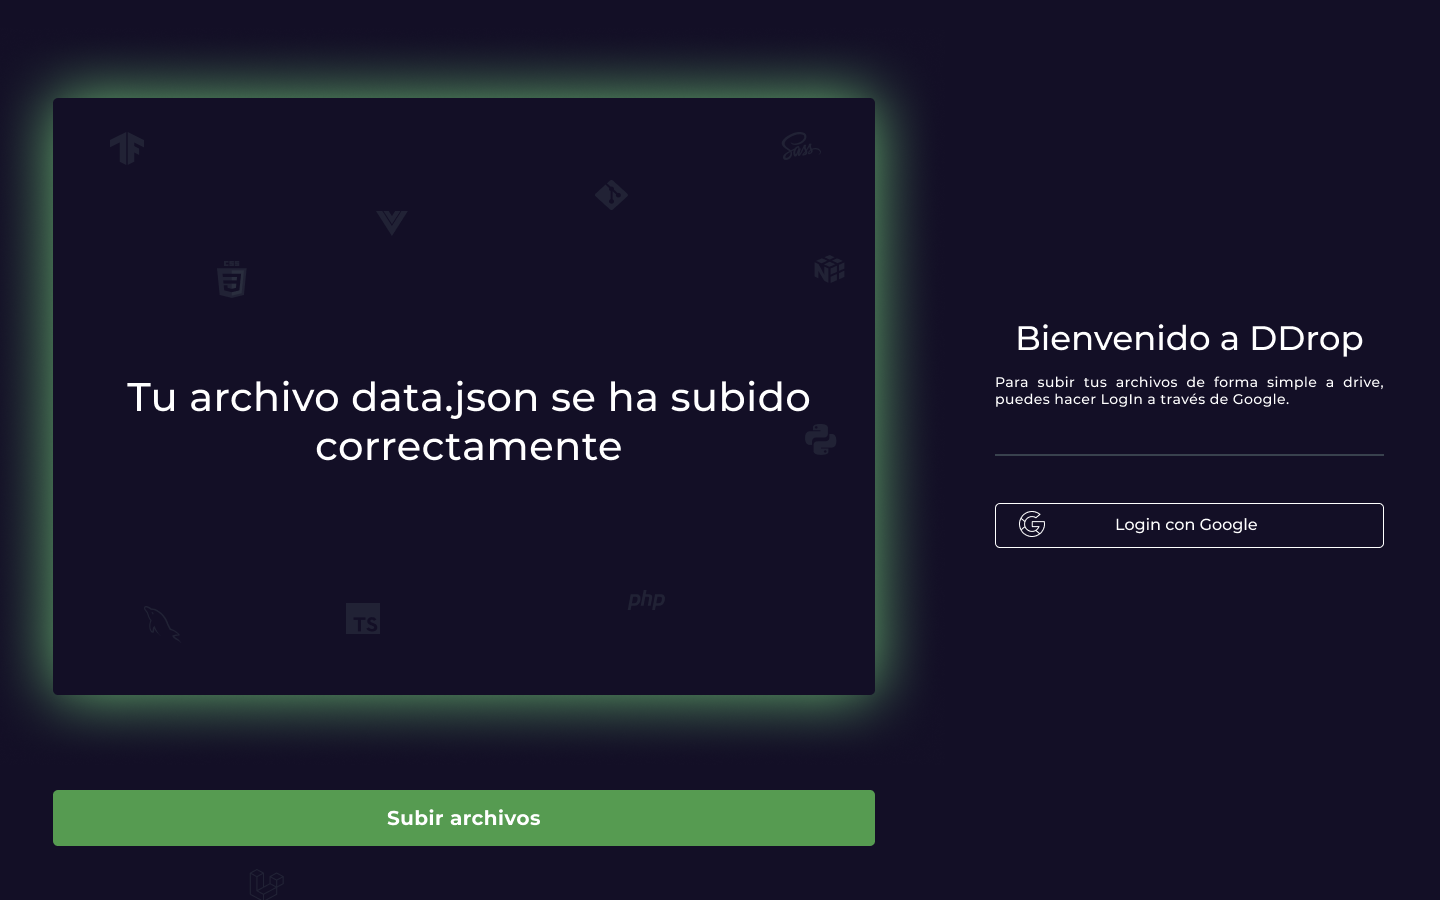 Tu archivo data.json se ha subido
correctamente
TS
php
Sass
Subir archivos
Bienvenido a DDrop
Para subir tus archivos de forma simple a drive,
puedes hacer LogIn a través de Google.
Login con Google